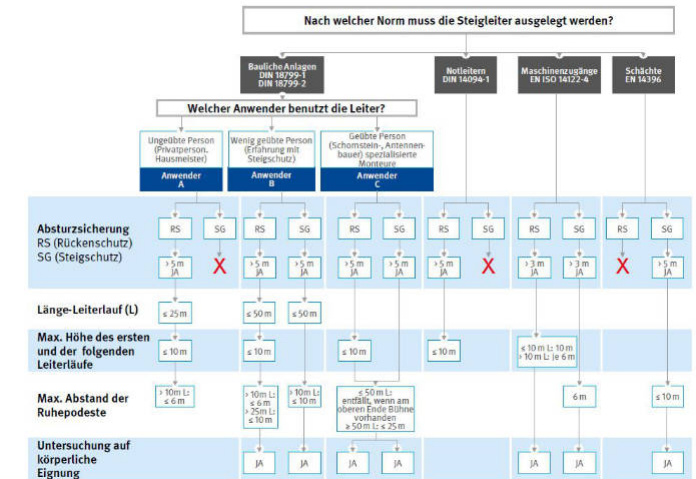 Nach welcher Norm muss die Steigleiter ausgelegt werden?
Bauliche Anlagen
DIN 18799-1
DIN 18799-2
Notleitern
DIN 14094-1
Maschinenzugänge
EN ISO 14122-4
Schächte
EN 14396
Welcher Anwender benutzt die Leiter?
Ungeübte Person
(Privatperson,
Hausmeister)
Anwender
A
Wenig geübte Person
(Erfahrung mit
Steigschutz)
Anwender
B
Geübte Person
(Schornstein-, Antennen-
bauer) spezialisierte
Monteure
Anwender
C
Absturzsicherung
RS (Rückenschutz)
SG (Steigschutz)
RS
SG
RS
SG
RS
SG
RS
SG
RS
SG
RS
SG
› 5 m
JA
X
› 5 m
JA
› 5 m
JA
› 5 m
JA
› 5 m
JA
› 5 m
JA
X
› 3 m
JA
› 3 m
JA
X
› 5 m
JA
Länge-Leiterlauf (L)
≤ 25 m
≤ 50 m
≤ 50 m
Max. Höhe des ersten
und der folgenden
Leiterläufe
≤ 10 m
≤ 10 m
≤ 10 m
≤ 10 m
≤ 10 m L: 10 m
› 10 m L: je 6 m
Max. Abstand der
Ruhepodeste
› 10m L:
≤ 6 m
› 10m L:
≤ 6 m
› 25m L:
≤ 10 m
› 10m L:
≤ 10 m
≤ 50 m L:
entfällt, wenn am
oberen Ende Bühne
vorhanden
≥ 50 m L: ≤ 25 m
6 m
≤ 10 m
Untersuchung auf
körperliche
Eignung
JA
JA
JA
JA
JA
JA
JA